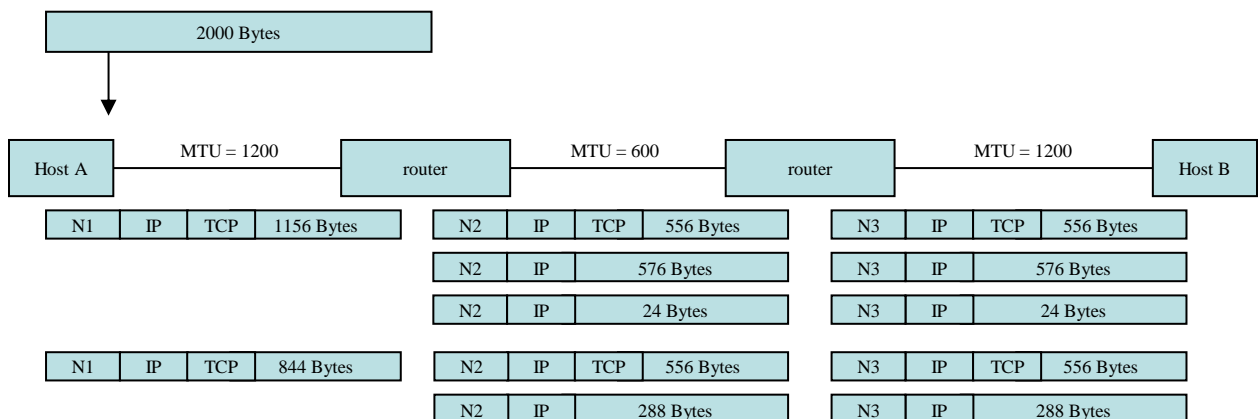 2000 Bytes
MTU = 1200 MTU = 600 MTU = 1200
Host A router router Host B
N1 IP TCP 1156 Bytes N2 IP TCP 556 Bytes N3 IP TCP 556 Bytes
N2 IP 576 Bytes N3 IP 576 Bytes
N2 IP 24 Bytes N3 IP 24 Bytes
N1 IP TCP 844 Bytes N2 IP TCP 556 Bytes N3 IP TCP 556 Bytes
N2 IP 288 Bytes N3 IP 288 Bytes